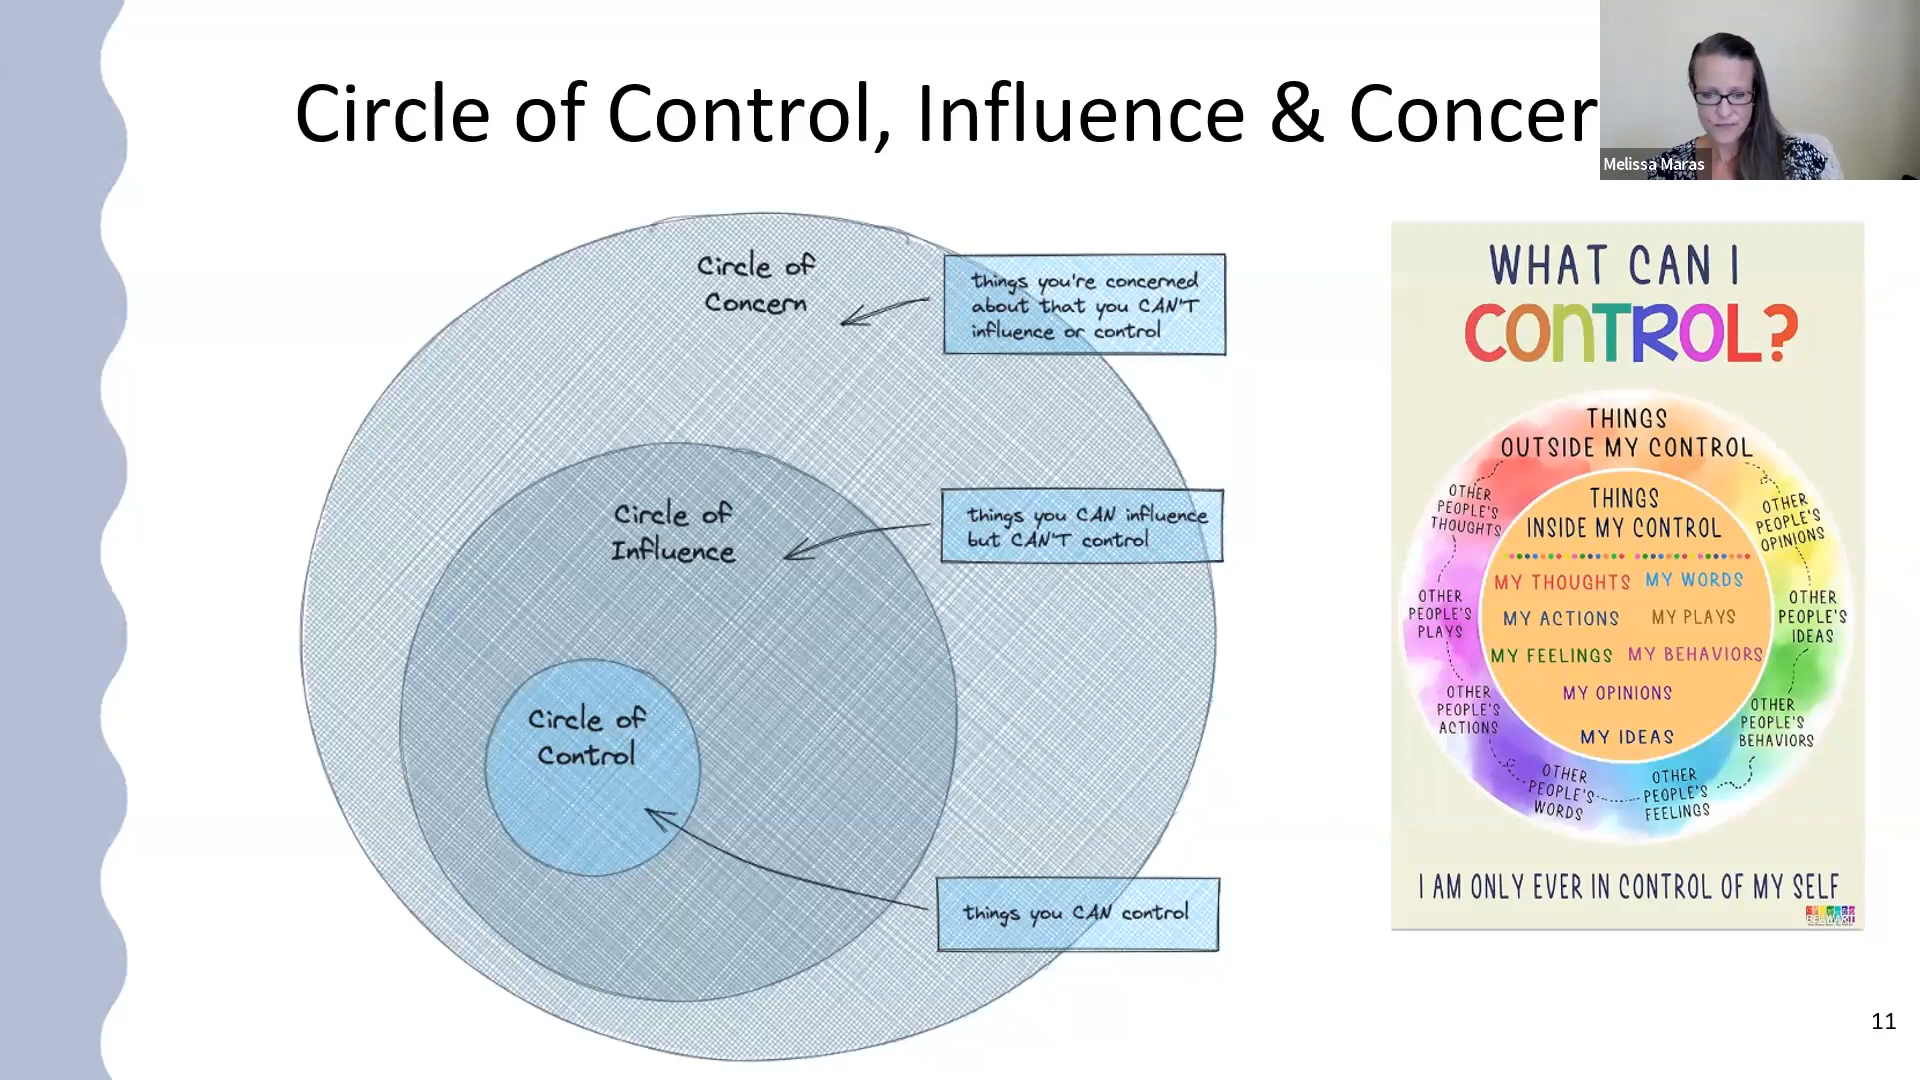 Circle of Control, Influence & Concer
Melissa Maras
Circle of
Concern
things you're concerned
about that you CAN'T
influence or control
Circle of
Influence
things you CAN influence
but CAN'T control
Circle of
Control
things you CAN control
WHAT CAN I
CONTROL?
THINGS
OUTSIDE MY CONTROL
OTHER
PEOPLE'S
THOUGHTS
OTHER
PEOPLE'S
OPINIONS
THINGS
INSIDE MY CONTROL
MY THOUGHTS MY WORDS
MY ACTIONS MY PLAYS
MY FEELINGS MY BEHAVIORS
MY OPINIONS
MY IDEAS
OTHER
PEOPLE'S
PLAYS
OTHER
PEOPLE'S
IDEAS
OTHER
PEOPLE'S
ACTIONS
OTHER
PEOPLE'S
BEHAVIORS
OTHER
PEOPLE'S
WORDS
OTHER
PEOPLE'S
FEELINGS
I AM ONLY EVER IN CONTROL OF MY SELF
11